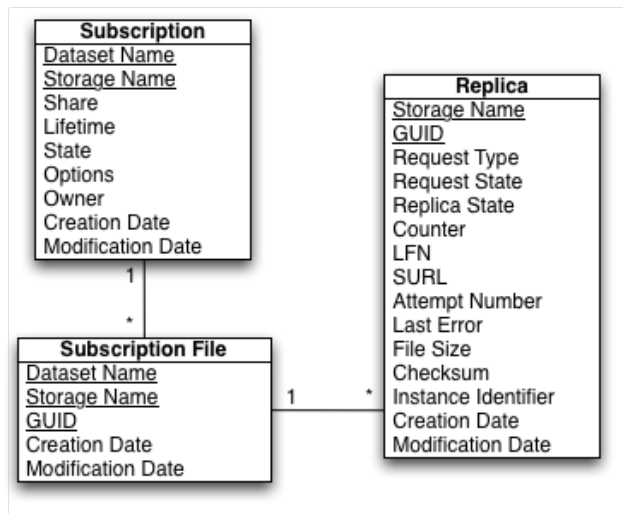 Subscription
Dataset Name
Storage Name
Share
Lifetime
State
Options
Owner
Creation Date
Modification Date
1
*
Subscription File
Dataset Name
Storage Name
GUID
Creation Date
Modification Date
1
*
Replica
Storage Name
GUID
Request Type
Request State
Replica State
Counter
LFN
SURL
Attempt Number
Last Error
File Size
Checksum
Instance Identifier
Creation Date
Modification Date